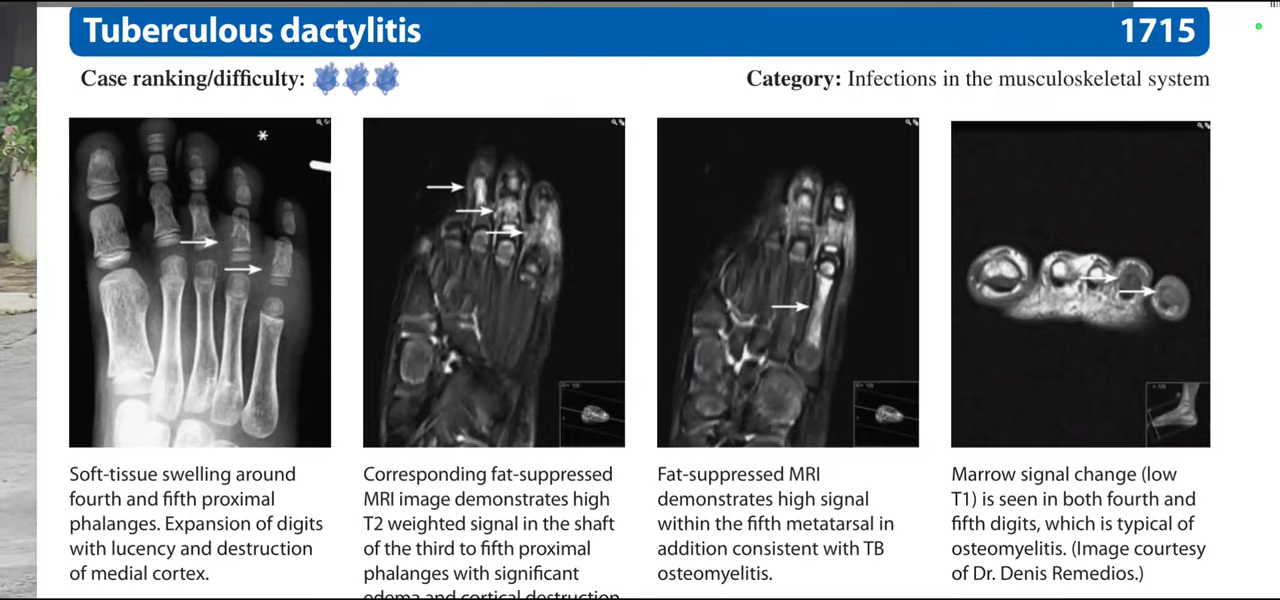 Tuberculous dactylitis
1715
Case ranking/difficulty:
Category: Infections in the musculoskeletal system
*
Soft-tissue swelling around
fourth and fifth proximal
phalanges. Expansion of digits
with lucency and destruction
of medial cortex.
Corresponding fat-suppressed
MRI image demonstrates high
T2 weighted signal in the shaft
of the third to fifth proximal
phalanges with significant
edema and cortical destruction
Fat-suppressed MRI
demonstrates high signal
within the fifth metatarsal in
addition consistent with TB
osteomyelitis.
Marrow signal change (low
T1) is seen in both fourth and
fifth digits, which is typical of
osteomyelitis. (Image courtesy
of Dr. Denis Remedios.)